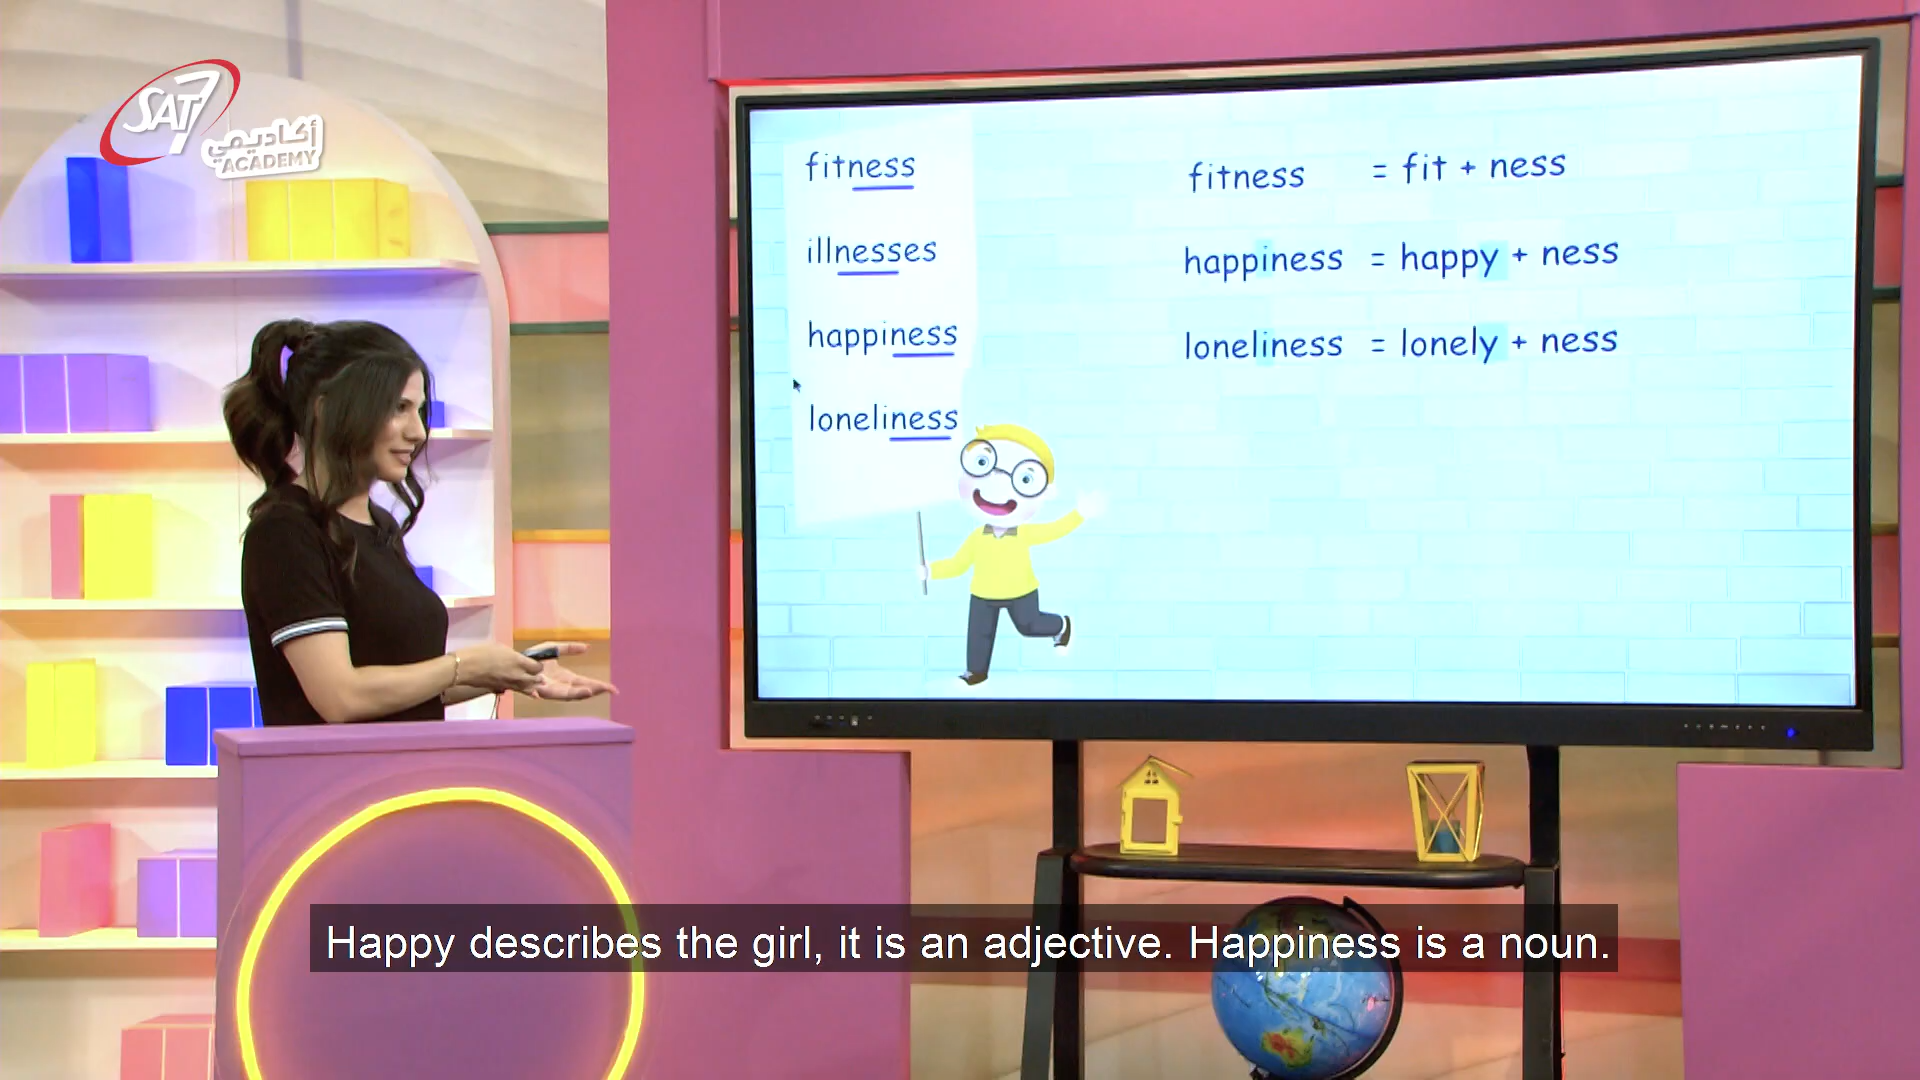 SAT7
أكاديمي
ACADEMY
fitness
illnesses
happiness
loneliness
fitness = fit + ness
happiness = happy + ness
loneliness = lonely + ness
Happy describes the girl, it is an adjective. Happiness is a noun.